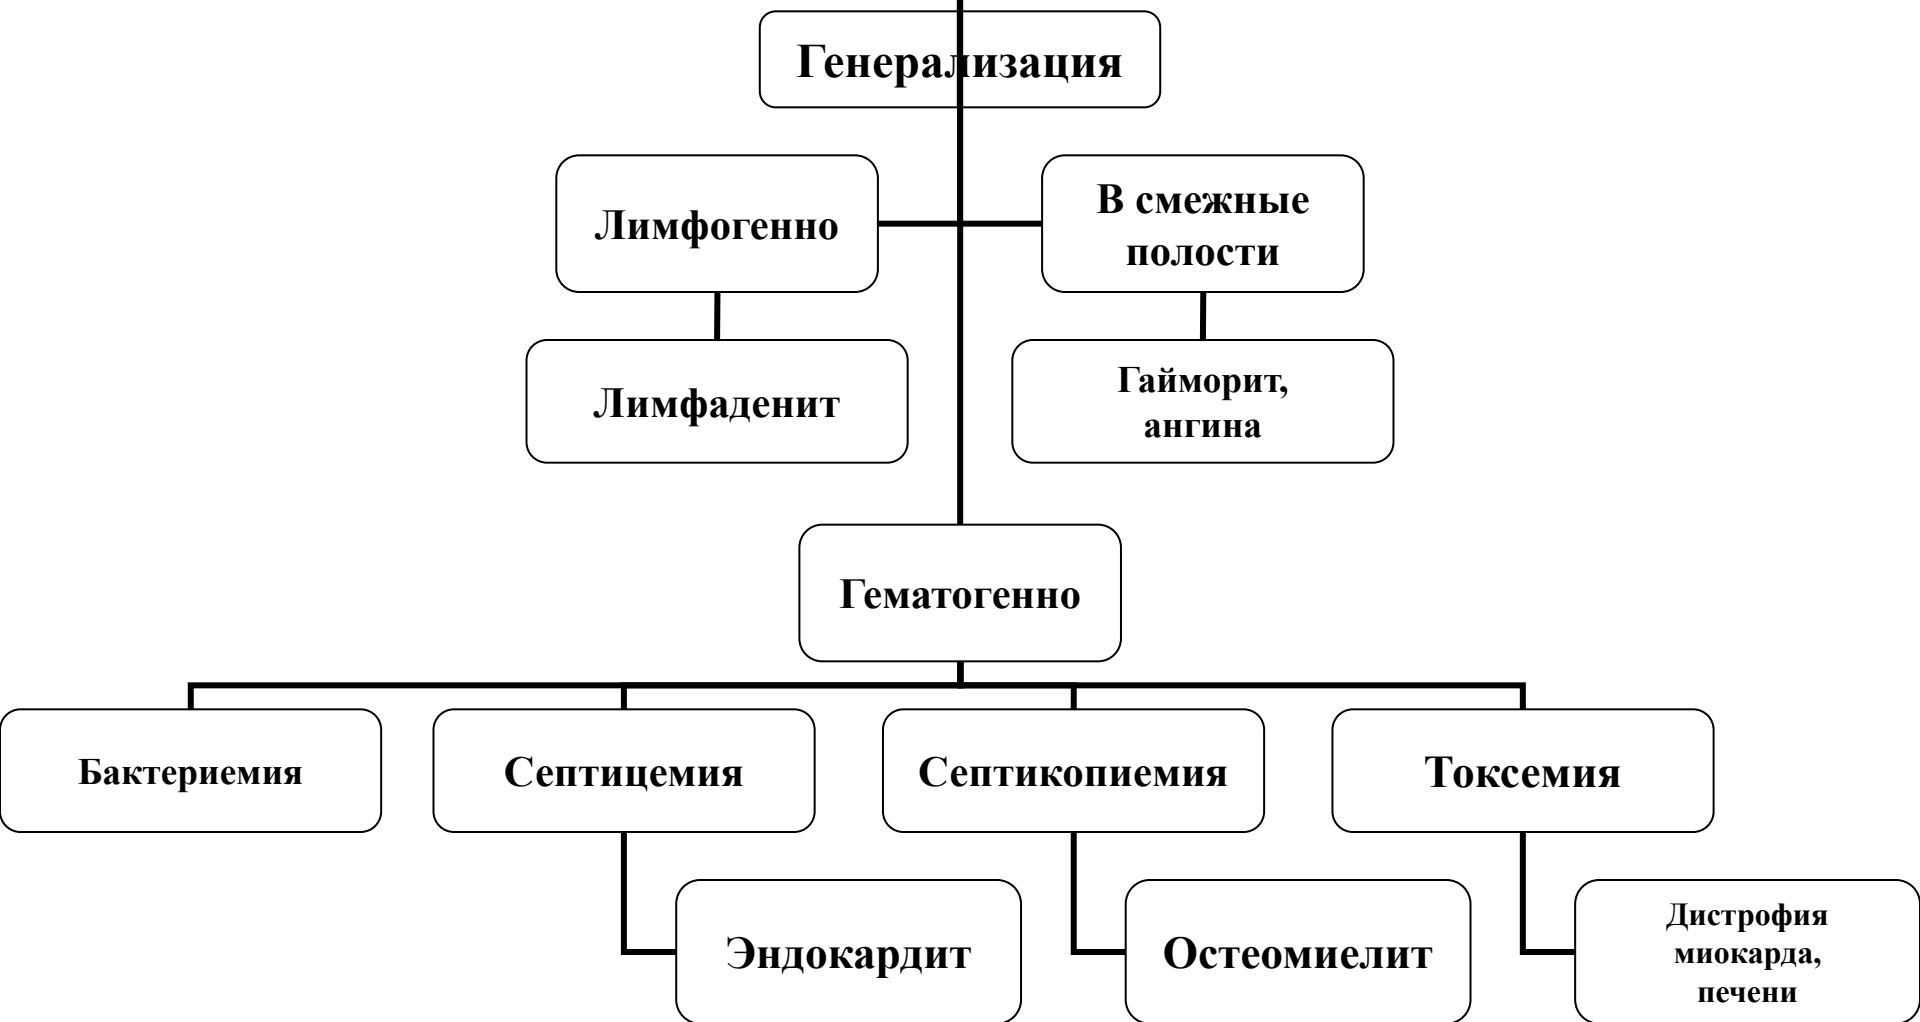 Генерализация
Лимфогенно
В смежные
полости
Лимфаденит
Гайморит,
ангина
Гематогенно
Бактериемия
Септицемия
Септикопиемия
Токсемия
Эндокардит
Остеомиелит
Дистрофия
миокарда,
печени